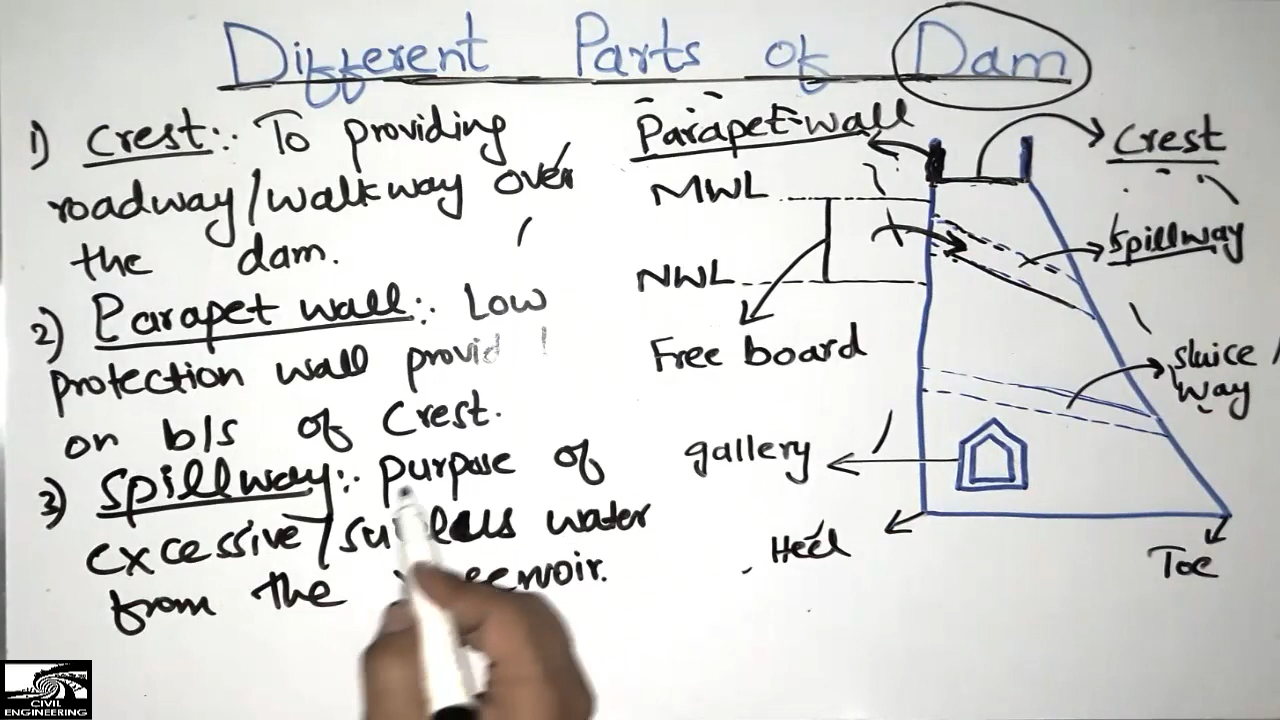 Different Parts of Dam
1) Crest:. To providing
roadway/walkway over
the dam.
2) Parapet wall:. Low
protection wall provid
on b/s of Crest.
3) Spillway:. purpose of
excessive/ water
from the
Parapet-wall
Crest
MWL
spillway
NWL
Free board
sluice
way
gallery
Heel
Toe
CIVIL
ENGINEERING